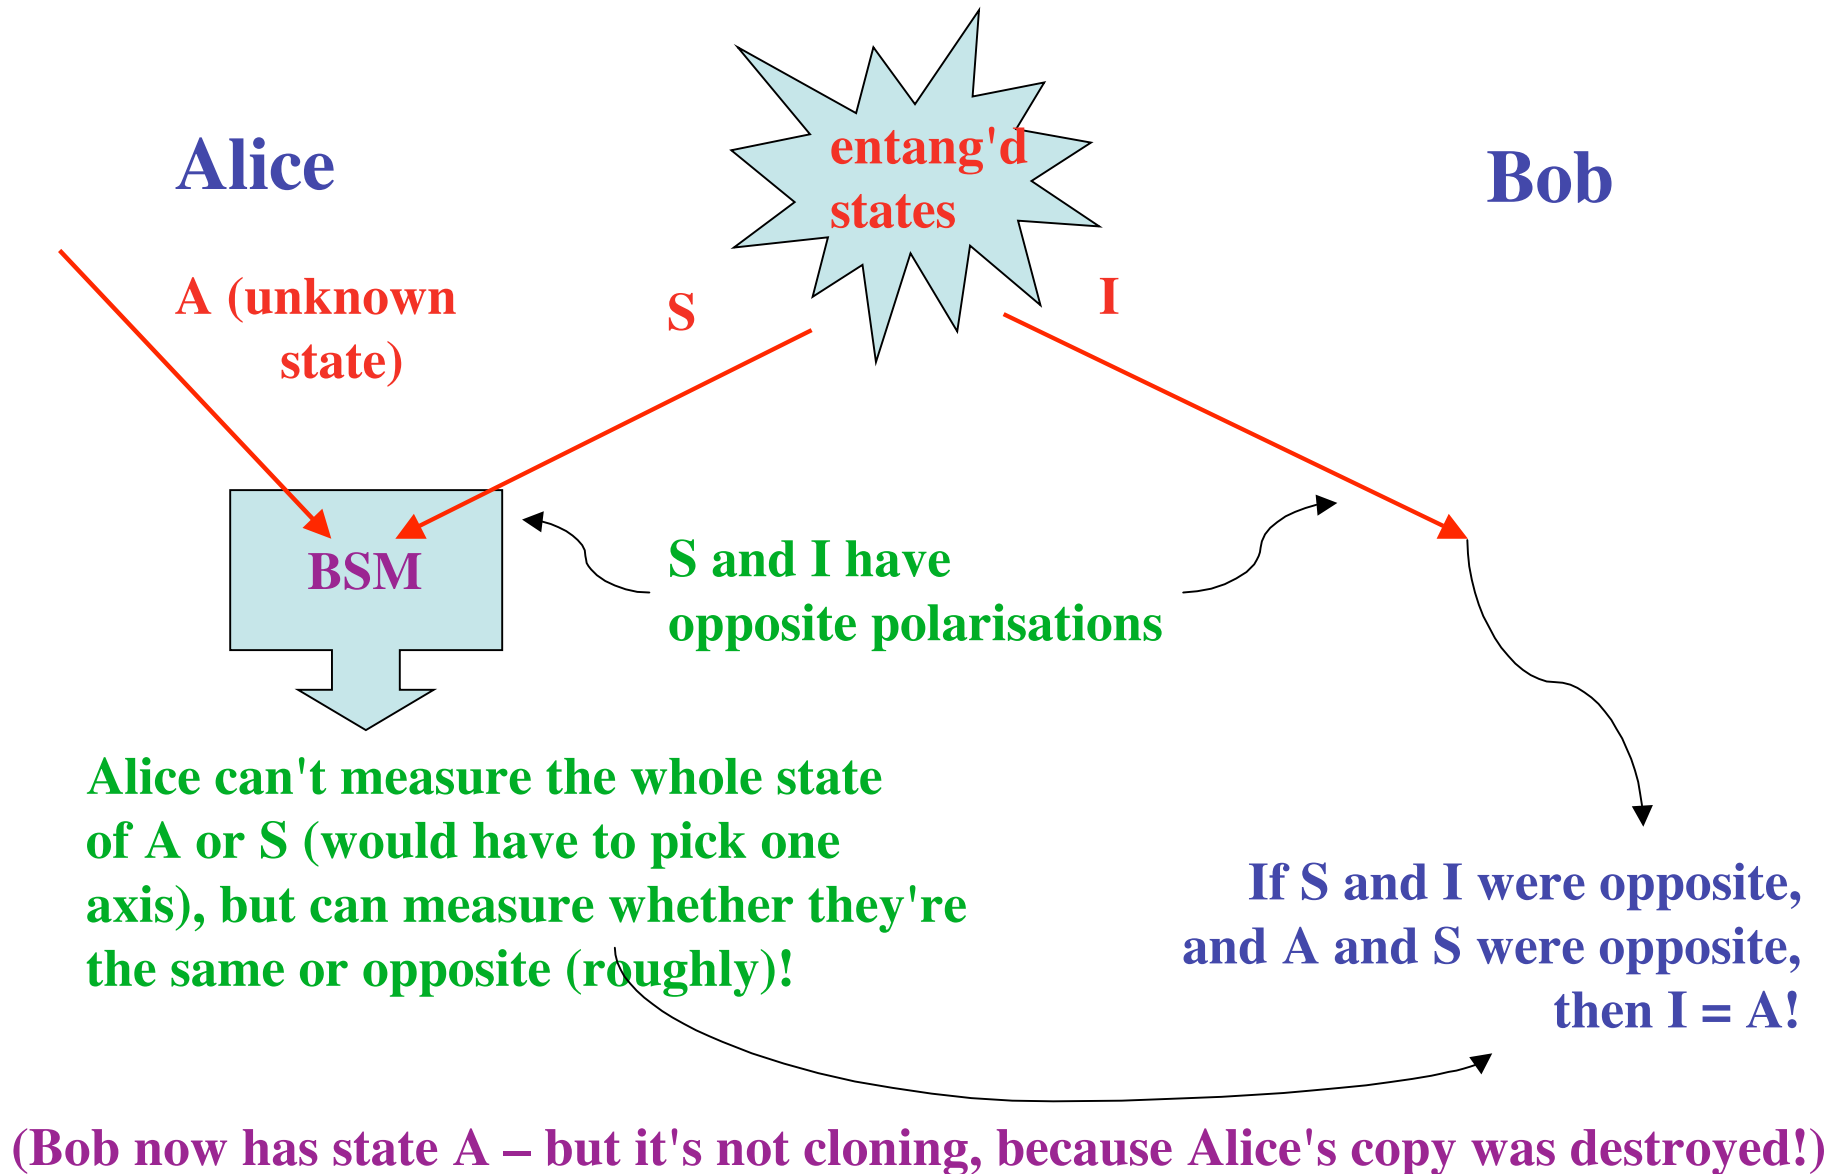 entang'd
states
Alice
Bob
A (unknown
state)
S
I
BSM
S and I have
opposite polarisations
Alice can't measure the whole state
of A or S (would have to pick one
axis), but can measure whether they're
the same or opposite (roughly)!
If S and I were opposite,
and A and S were opposite,
then I = A!
(Bob now has state A – but it's not cloning, because Alice's copy was destroyed!)